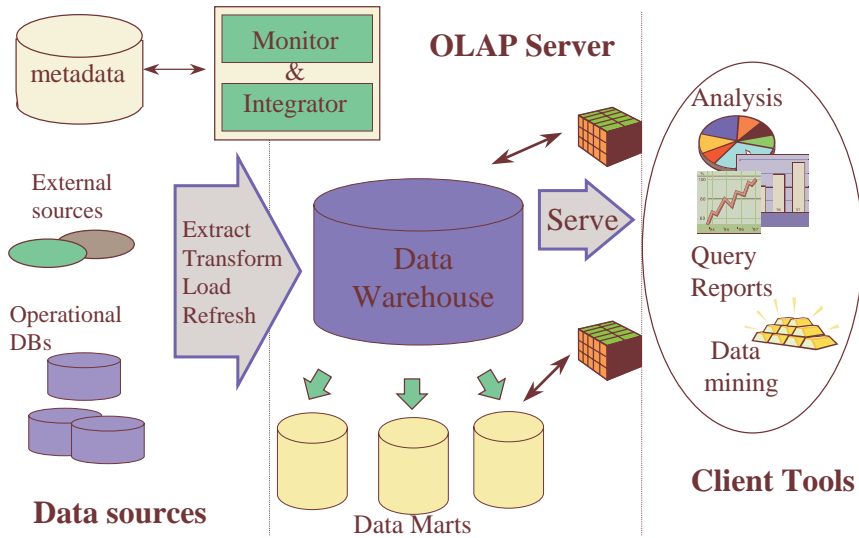 metadata
Monitor
&
Integrator
OLAP Server
External
sources
Operational
DBs
Extract
Transform
Load
Refresh
Data
Warehouse
Serve
Analysis
Query
Reports
Data
mining
Data sources
Data Marts
Client Tools